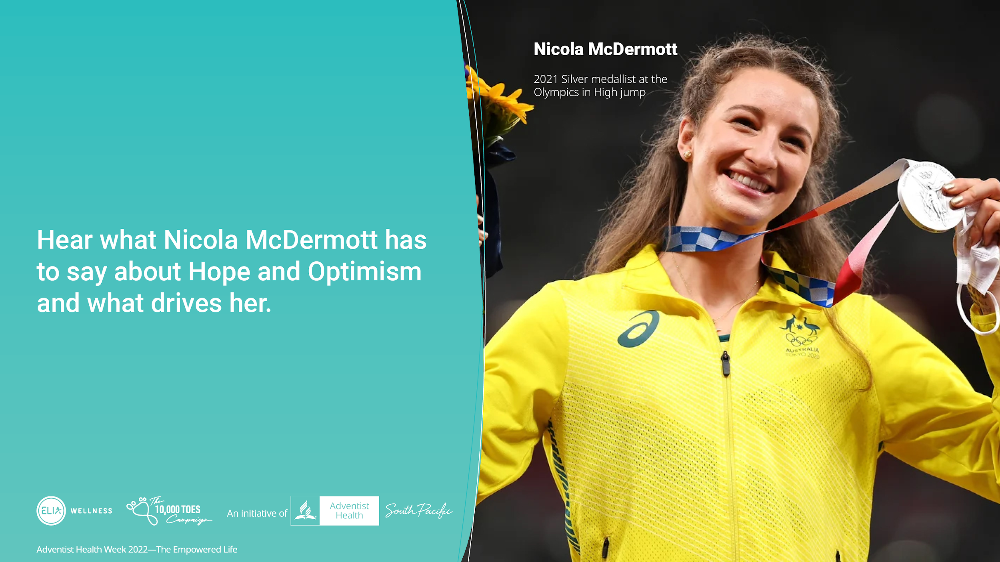 Nicola McDermott
2021 Silver medallist at the
Olympics in High jump
Hear what Nicola McDermott has
to say about Hope and Optimism
and what drives her.
AUSTRALIA
TOKYO 2020
ELIA WELLNESS
The
10,000 TOES
Campaign
An initiative of
Adventist
Health
South Pacific
Adventist Health Week 2022—The Empowered Life